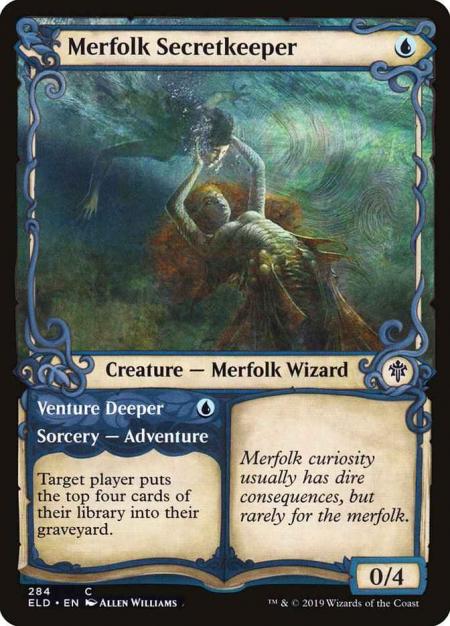 Merfolk Secretkeeper
Creature — Merfolk Wizard
Venture Deeper
Sorcery — Adventure
Target player puts
the top four cards of
their library into their
graveyard.
Merfolk curiosity
usually has dire
consequences, but
rarely for the merfolk.
0/4
284 C
ELD • EN Allen Williams
™ & © 2019 Wizards of the Coast